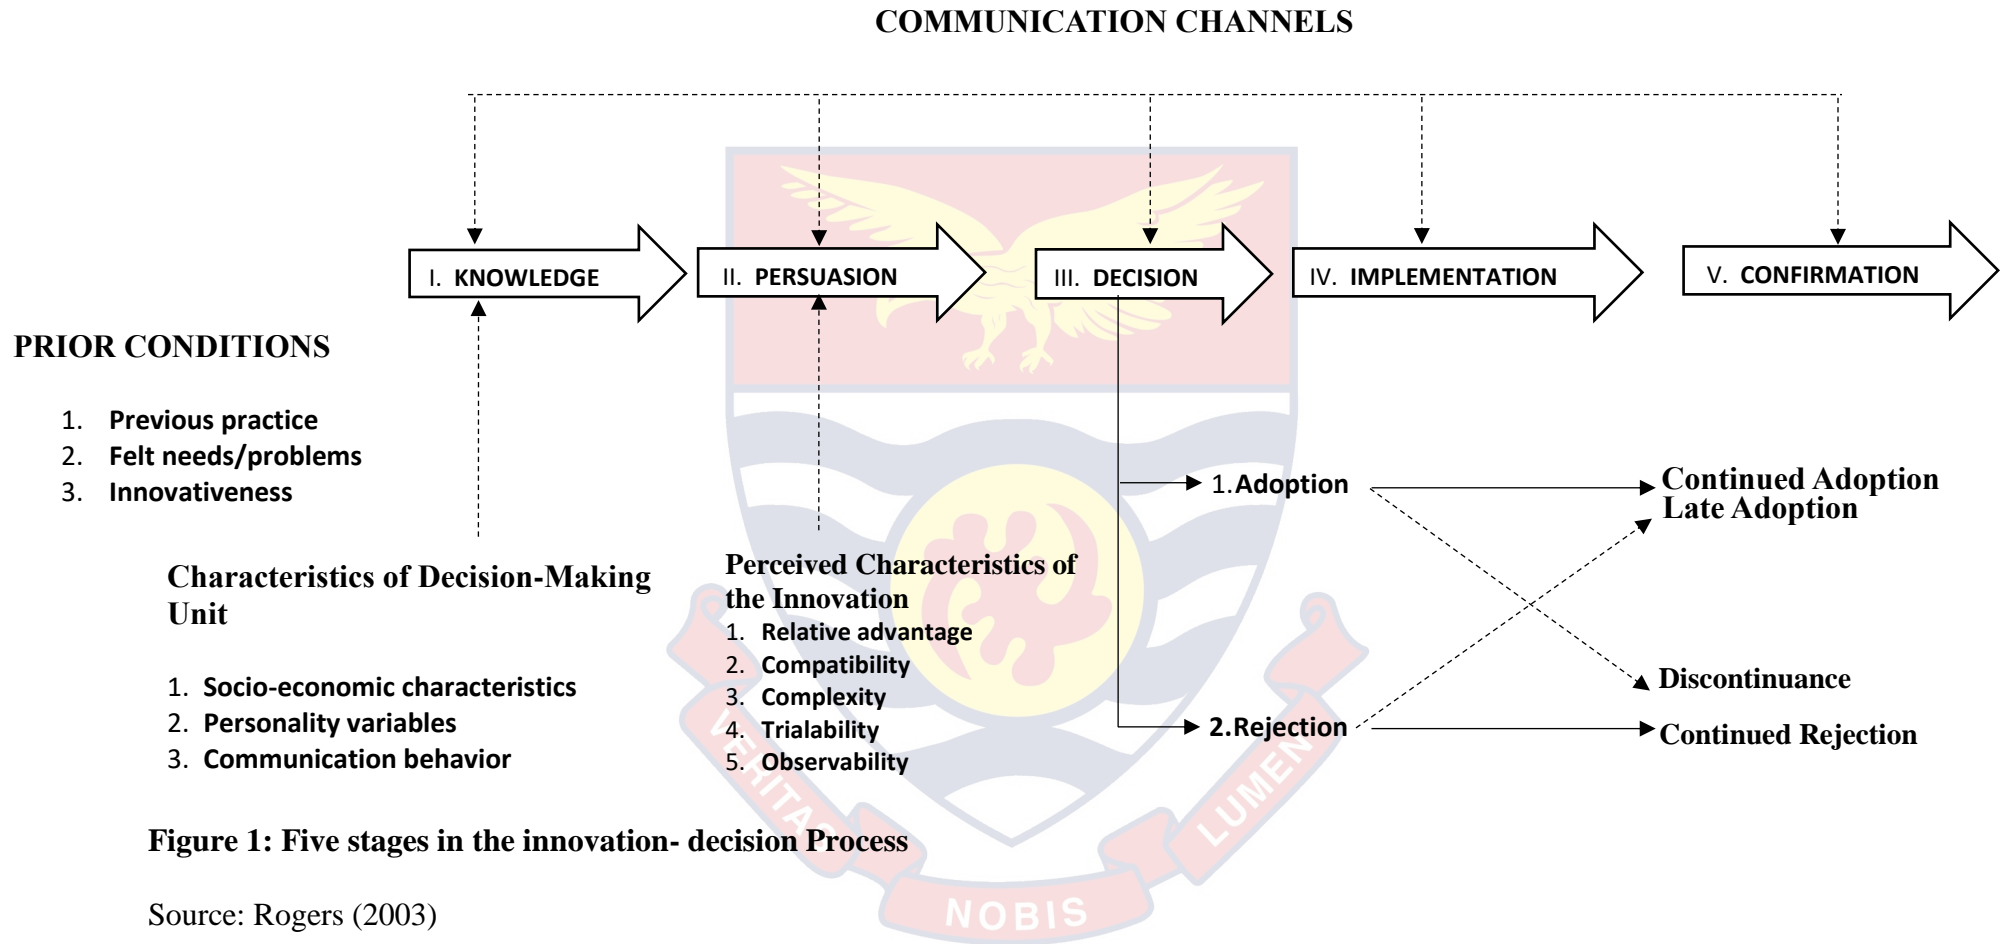 COMMUNICATION CHANNELS
I. KNOWLEDGE
II. PERSUASION
III. DECISION
IV. IMPLEMENTATION
V. CONFIRMATION
PRIOR CONDITIONS
1. Previous practice
2. Felt needs/problems
3. Innovativeness
Characteristics of Decision-Making
Unit
1. Socio-economic characteristics
2. Personality variables
3. Communication behavior
Perceived Characteristics of
the Innovation
1. Relative advantage
2. Compatibility
3. Complexity
4. Trialability
5. Observability
1.Adoption
2.Rejection
Continued Adoption
Late Adoption
Discontinuance
Continued Rejection
VERITAS
NOBIS
LUMEN
Figure 1: Five stages in the innovation- decision Process
Source: Rogers (2003)